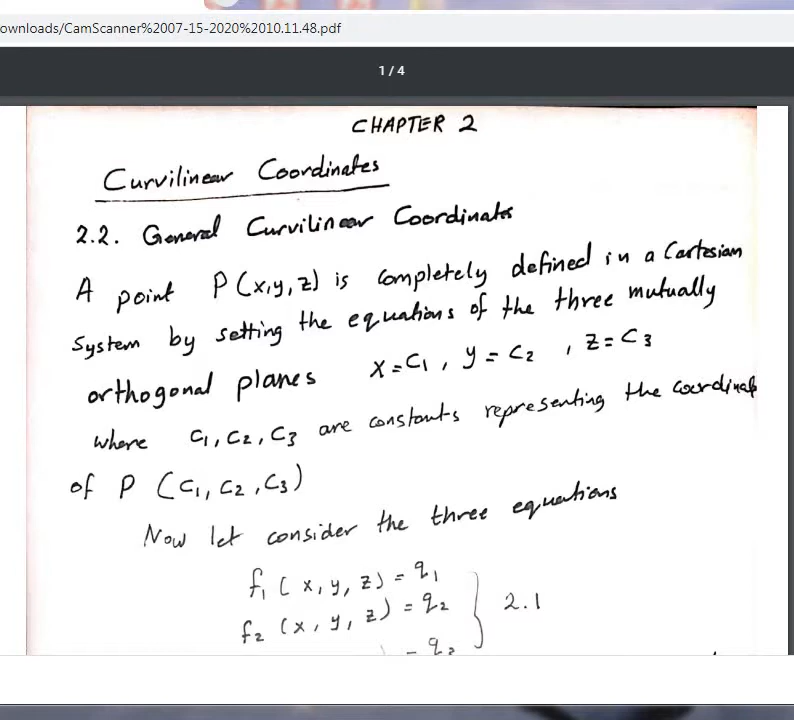 ownloads/CamScanner%2007-15-2020%2010.11.48.pdf
1 / 4
CHAPTER 2
Curvilinear Coordinates
2.2. General Curvilinear Coordinates
A point P(x,y,z) is completely defined in a Cartesian
System by setting the equations of the three mutually
orthogonal planes x=C1, y=C2, z=C3
where C1, C2, C3 are constants representing the coordinat
of P (C1, C2, C3)
Now let consider the three equations
f1 (x, y, z) = q1
f2 (x, y, z) = q2 } 2.1